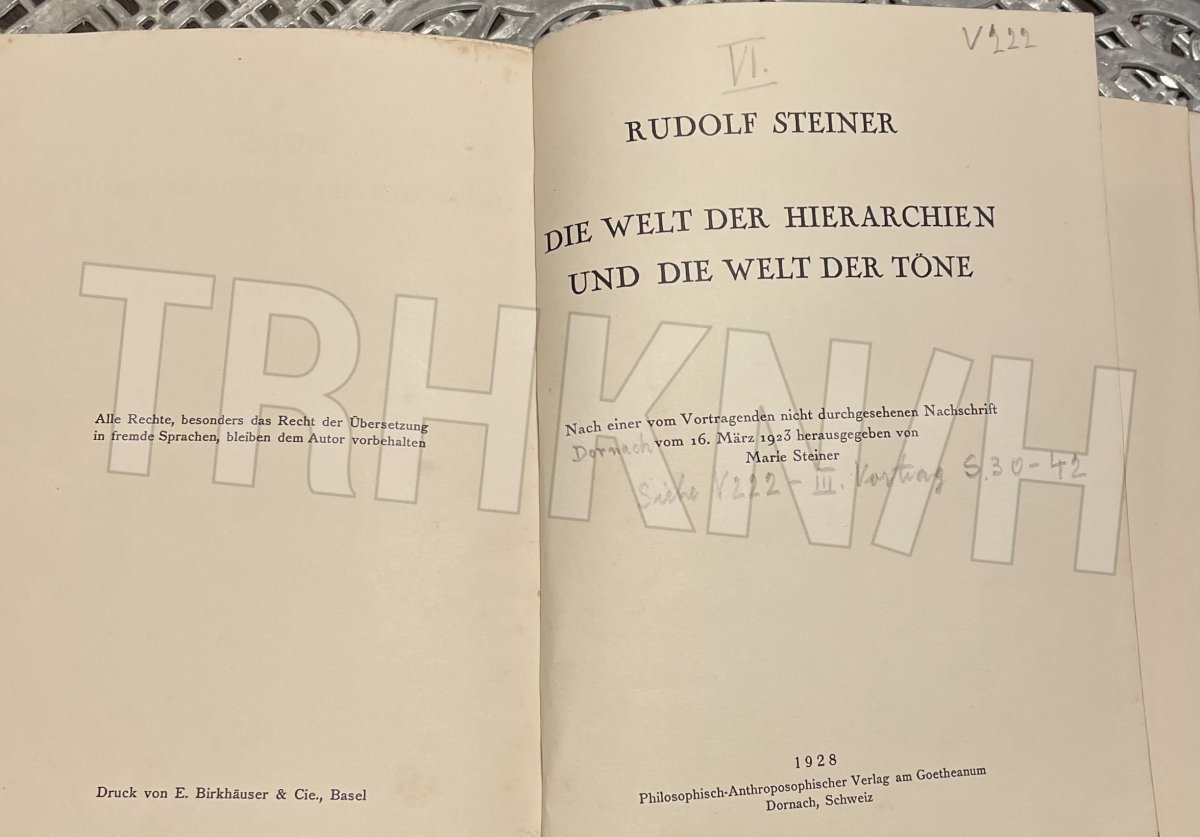 Alle Rechte, besonders das Recht der Übersetzung
in fremde Sprachen, bleiben dem Autor vorbehalten
Druck von E. Birkhäuser & Cie., Basel
VI.
V222
RUDOLF STEINER
DIE WELT DER HIERARCHIEN
UND DIE WELT DER TÖNE
Nach einer vom Vortragenden nicht durchgesehenen Nachschrift
Dornach vom 16. März 1923 herausgegeben von
Marie Steiner
Siehe V222 - III. Vortrag S.30-42
1928
Philosophisch-Anthroposophischer Verlag am Goetheanum
Dornach, Schweiz
TRHKN/H